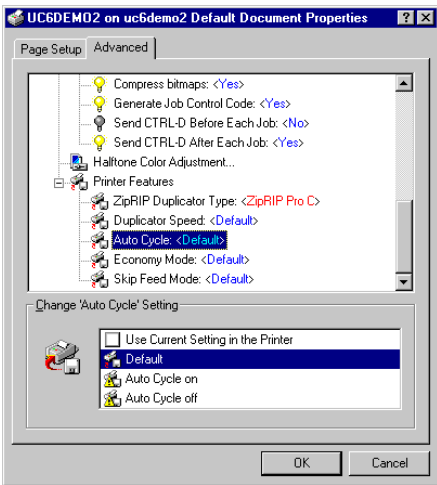 UC6DEMO2 on uc6demo2 Default Document Properties
Page Setup
Advanced
Compress bitmaps: <Yes>
Generate Job Control Code: <Yes>
Send CTRL-D Before Each Job: <No>
Send CTRL-D After Each Job: <Yes>
Halftone Color Adjustment...
Printer Features
ZipRIP Duplicator Type: <ZipRIP Pro C>
Duplicator Speed: <Default>
Auto Cycle: <Default>
Economy Mode: <Default>
Skip Feed Mode: <Default>
Change 'Auto Cycle' Setting
Use Current Setting in the Printer
Default
Auto Cycle on
Auto Cycle off
OK
Cancel